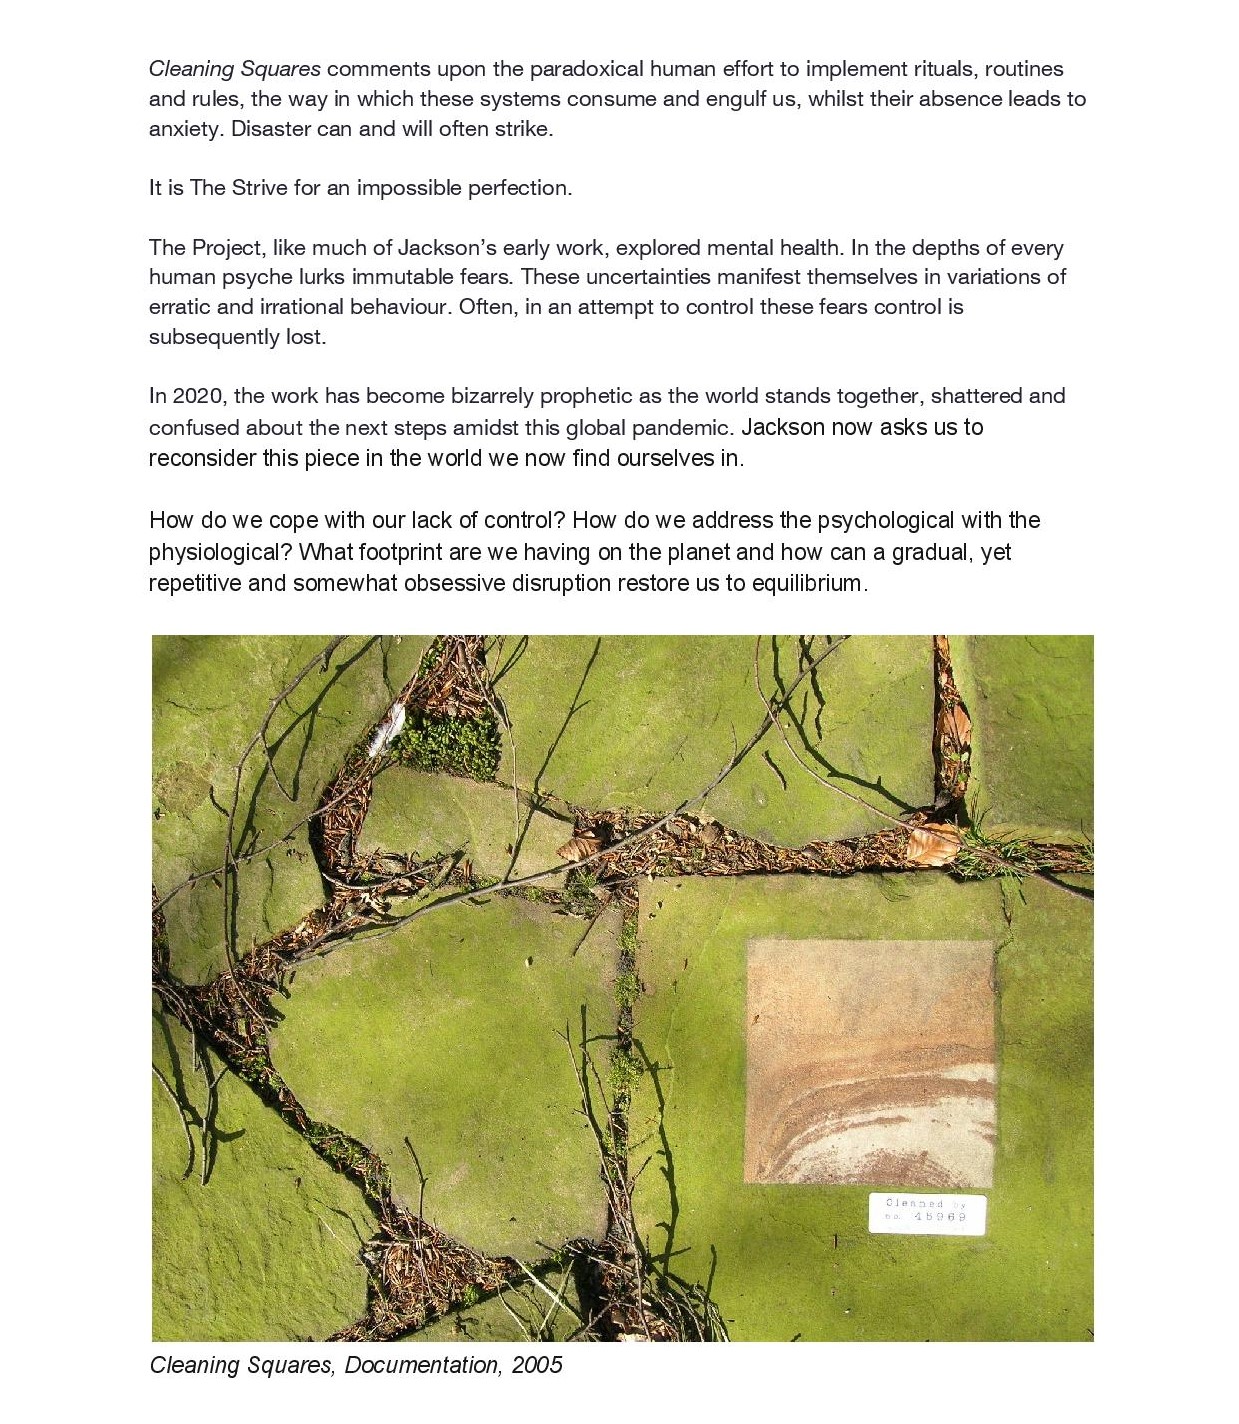 Cleaning Squares comments upon the paradoxical human effort to implement rituals, routines
and rules, the way in which these systems consume and engulf us, whilst their absence leads to
anxiety. Disaster can and will often strike.
It is The Strive for an impossible perfection.
The Project, like much of Jackson’s early work, explored mental health. In the depths of every
human psyche lurks immutable fears. These uncertainties manifest themselves in variations of
erratic and irrational behaviour. Often, in an attempt to control these fears control is
subsequently lost.
In 2020, the work has become bizarrely prophetic as the world stands together, shattered and
confused about the next steps amidst this global pandemic. Jackson now asks us to
reconsider this piece in the world we now find ourselves in.
How do we cope with our lack of control? How do we address the psychological with the
physiological? What footprint are we having on the planet and how can a gradual, yet
repetitive and somewhat obsessive disruption restore us to equilibrium.
Cleaned by
no. 45969
Cleaning Squares, Documentation, 2005